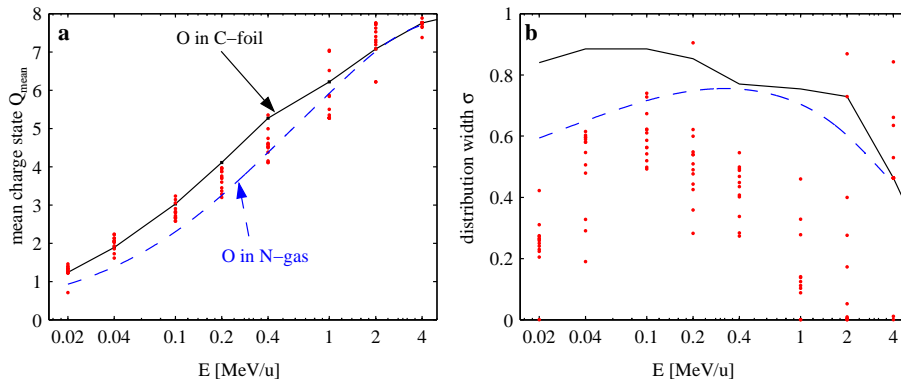 a
O in C−foil
O in N−gas
mean charge state Q_mean
8
7
6
5
4
3
2
1
0
0.02 0.04 0.1 0.2 0.4 1 2 4
E [MeV/u]
b
distribution width σ
1
0.8
0.6
0.4
0.2
0
0.02 0.04 0.1 0.2 0.4 1 2 4
E [MeV/u]